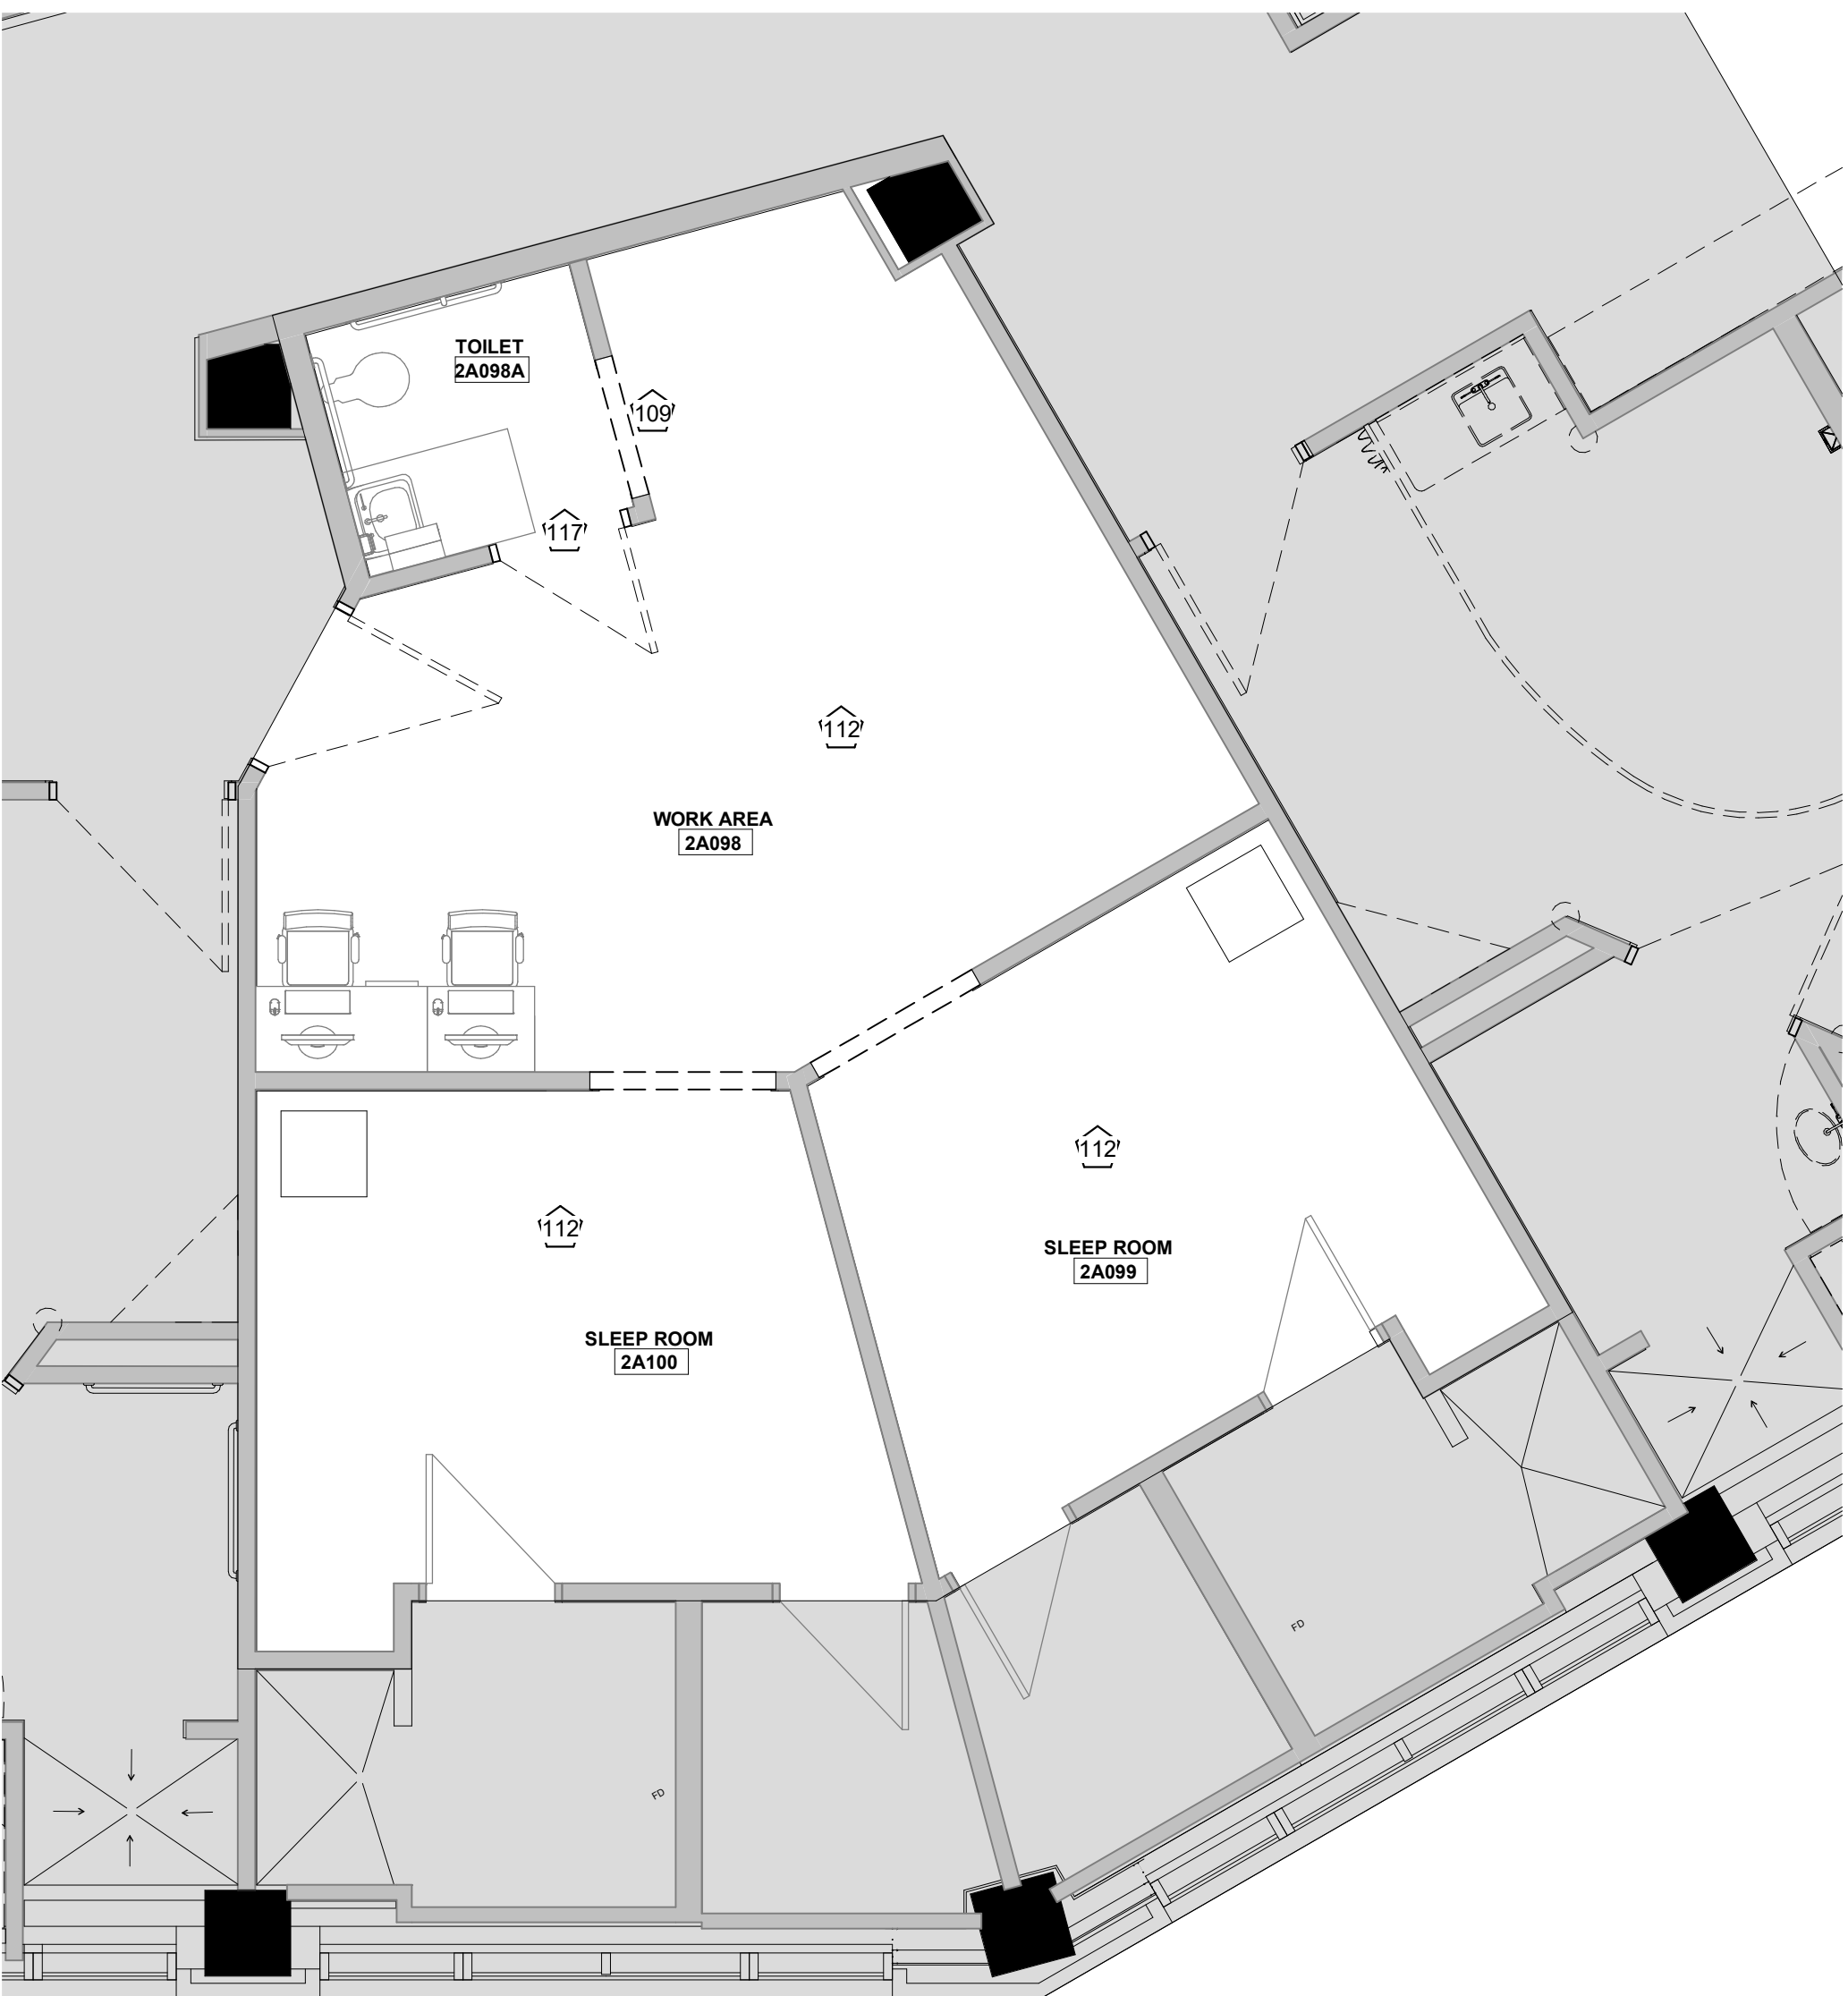 TOILET
2A098A
109
117
112
WORK AREA
2A098
112
SLEEP ROOM
2A099
112
SLEEP ROOM
2A100
FD
FD